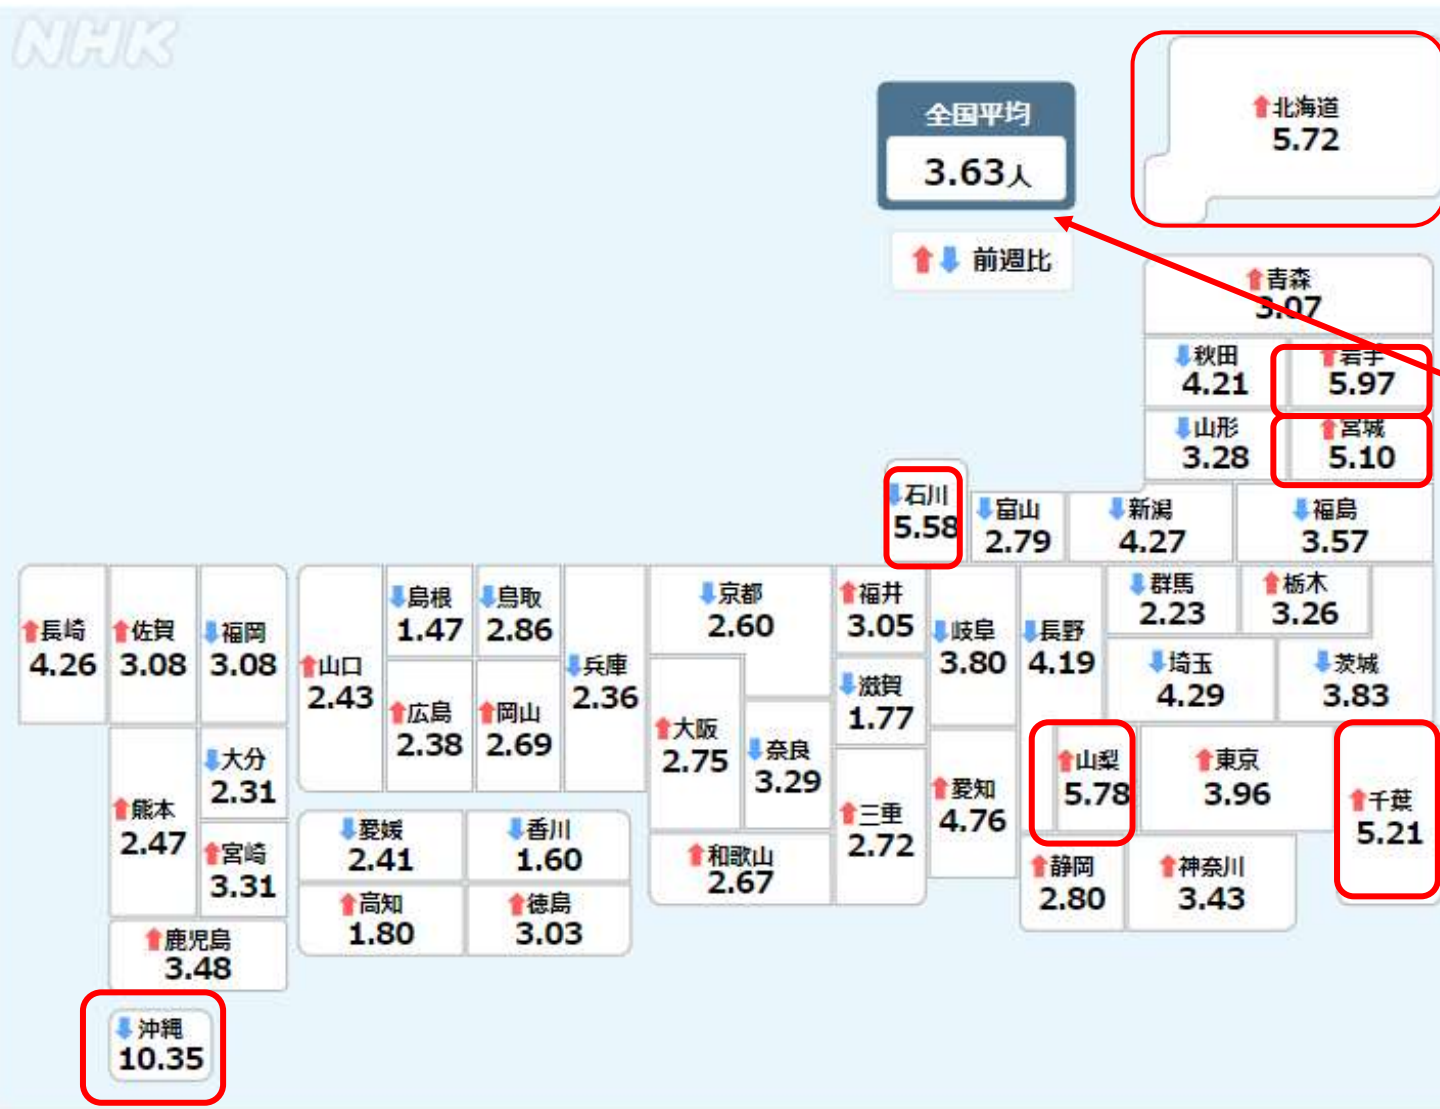 NHK
全国平均
3.63人
前週比
北海道
5.72
青森
3.07
秋田
4.21
岩手
5.97
山形
3.28
宮城
5.10
石川
5.58
富山
2.79
新潟
4.27
福島
3.57
長崎
4.26
佐賀
3.08
福岡
3.08
山口
2.43
島根
1.47
鳥取
2.86
兵庫
2.36
京都
2.60
福井
3.05
岐阜
3.80
長野
4.19
群馬
2.23
栃木
3.26
広島
2.38
岡山
2.69
滋賀
1.77
埼玉
4.29
茨城
3.83
大阪
2.75
奈良
3.29
熊本
2.47
大分
2.31
宮崎
3.31
三重
2.72
愛知
4.76
山梨
5.78
東京
3.96
千葉
5.21
愛媛
2.41
香川
1.60
和歌山
2.67
静岡
2.80
神奈川
3.43
高知
1.80
徳島
3.03
鹿児島
3.48
沖縄
10.35